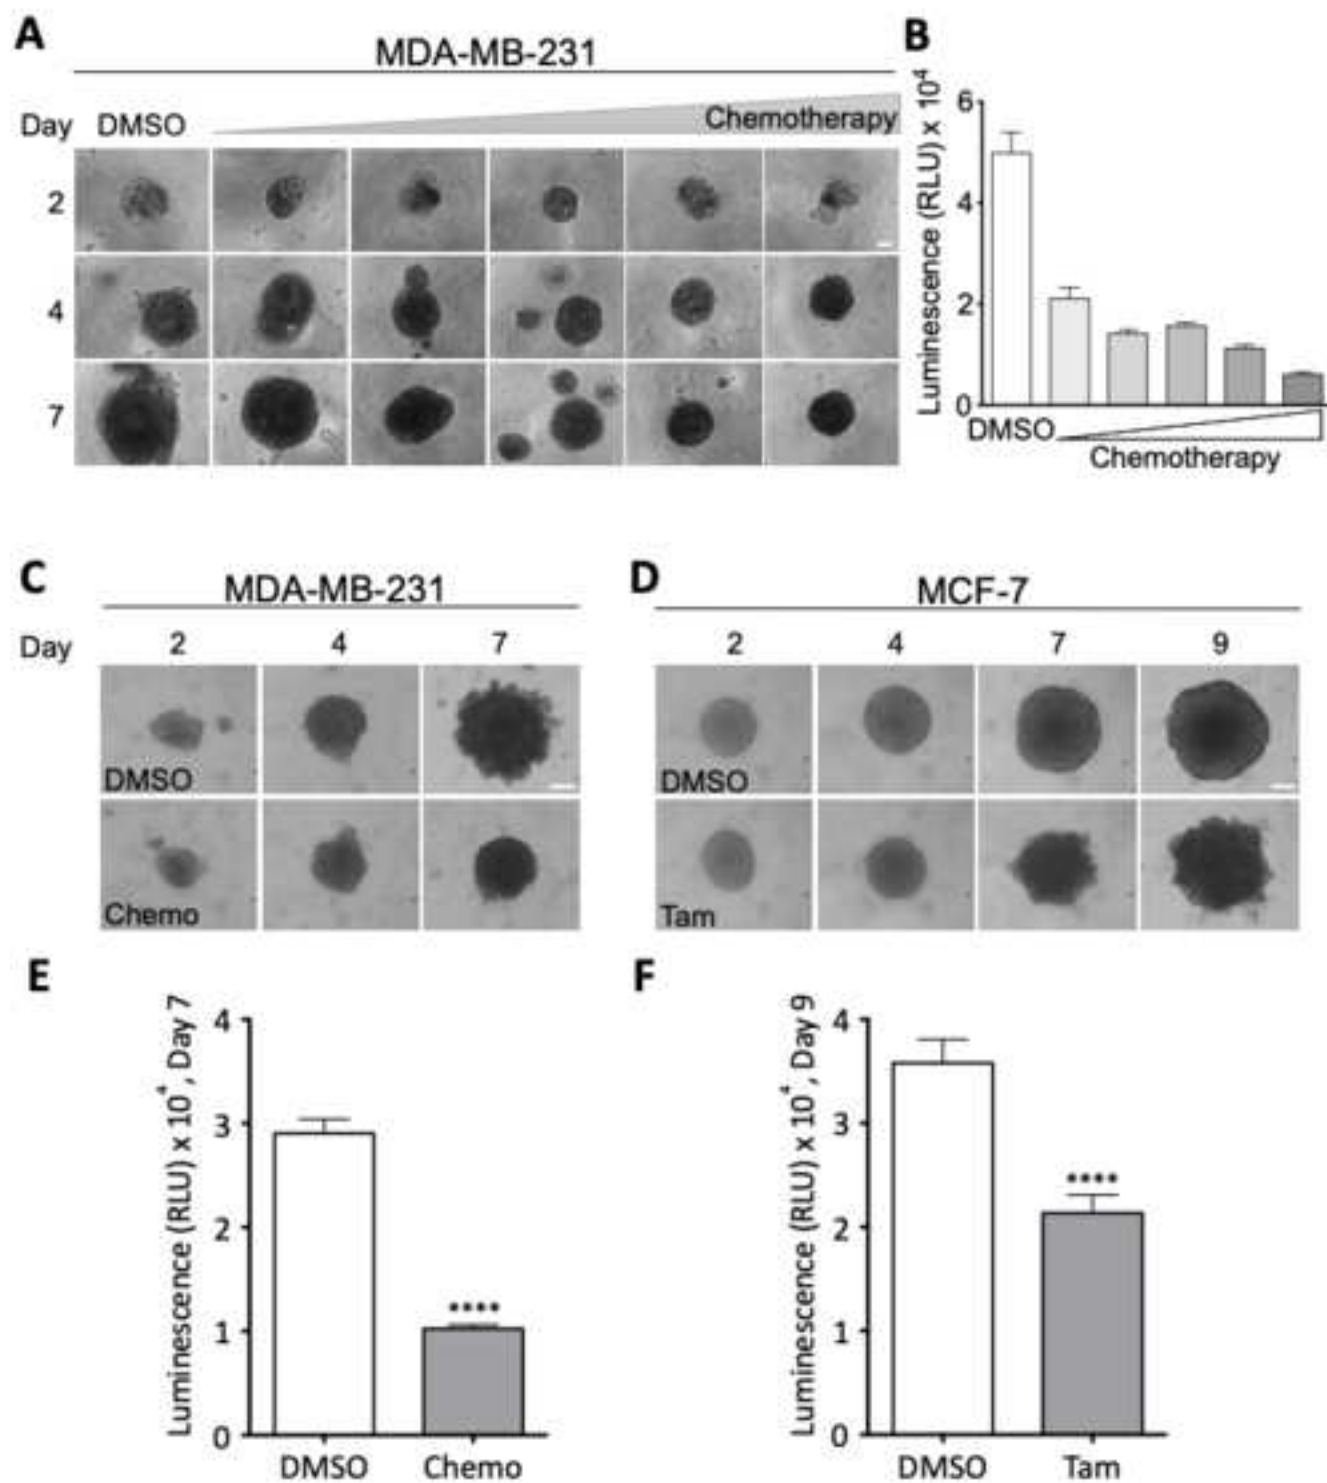 A
MDA-MB-231
Day DMSO Chemotherapy
2
4
7
B
Luminescence (RLU) x 10⁴
6
4
2
0
DMSO
Chemotherapy
C
MDA-MB-231
Day 2 4 7
DMSO
Chemo
D
MCF-7
2 4 7 9
DMSO
Tam
E
Luminescence (RLU) x 10⁴, Day 7
4
3
2
1
0
••••
DMSO Chemo
F
Luminescence (RLU) x 10⁴, Day 9
4
3
2
1
0
••••
DMSO Tam